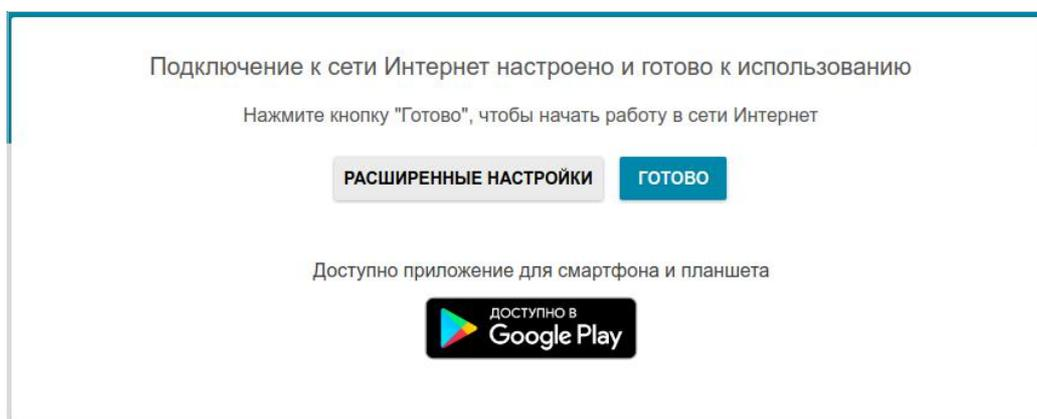 Подключение к сети Интернет настроено и готово к использованию
Нажмите кнопку "Готово", чтобы начать работу в сети Интернет
РАСШИРЕННЫЕ НАСТРОЙКИ ГОТОВО
Доступно приложение для смартфона и планшета
ДОСТУПНО В
Google Play